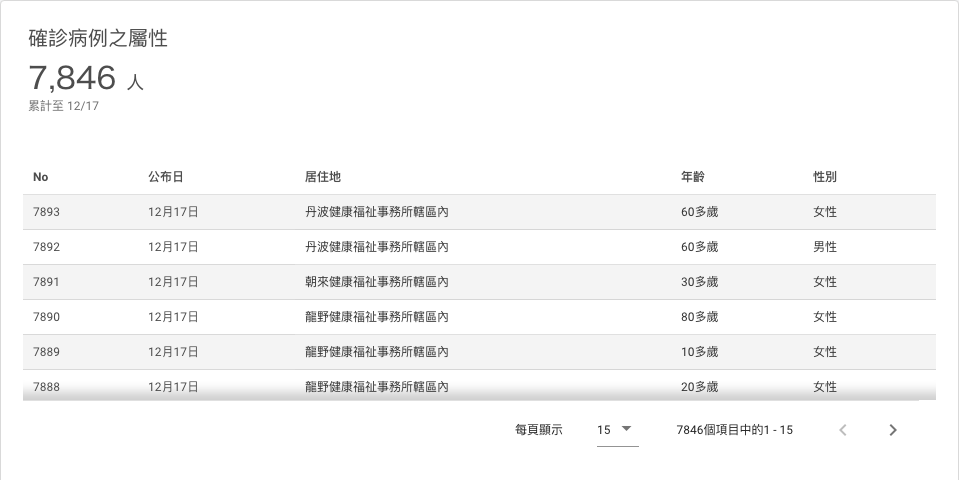 確診病例之屬性
7,846 人
累計至 12/17
No 公布日 居住地 年齡 性別
7893 12月17日 丹波健康福祉事務所轄區內 60多歲 女性
7892 12月17日 丹波健康福祉事務所轄區內 60多歲 男性
7891 12月17日 朝來健康福祉事務所轄區內 30多歲 女性
7890 12月17日 龍野健康福祉事務所轄區內 80多歲 女性
7889 12月17日 龍野健康福祉事務所轄區內 10多歲 女性
7888 12月17日 龍野健康福祉事務所轄區內 20多歲 女性
每頁顯示 15 7846個項目中的1 - 15